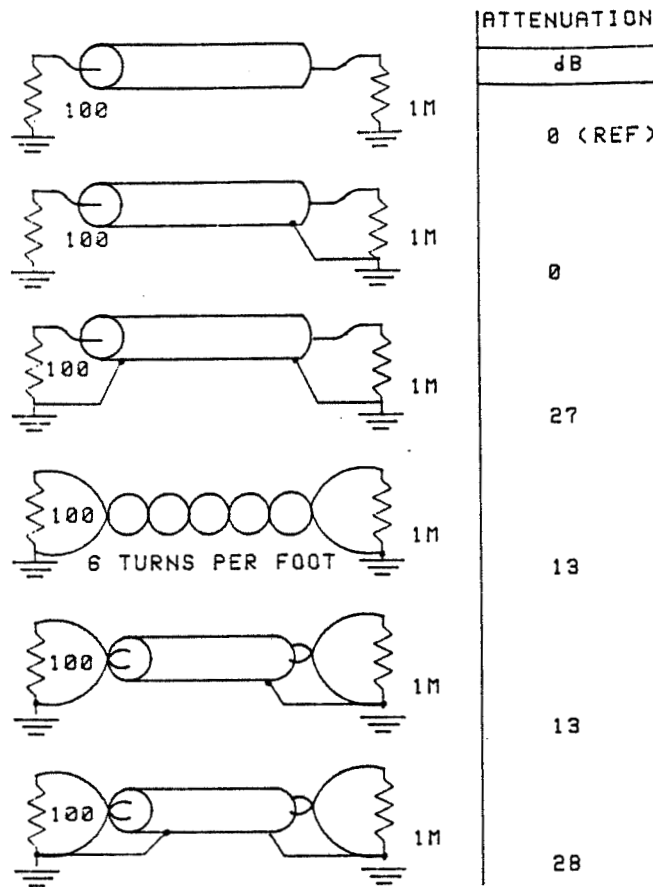 ATTENUATION
dB
100
1M
0 (REF)
100
1M
0
100
1M
27
100
1M
6 TURNS PER FOOT
13
100
1M
13
100
1M
28